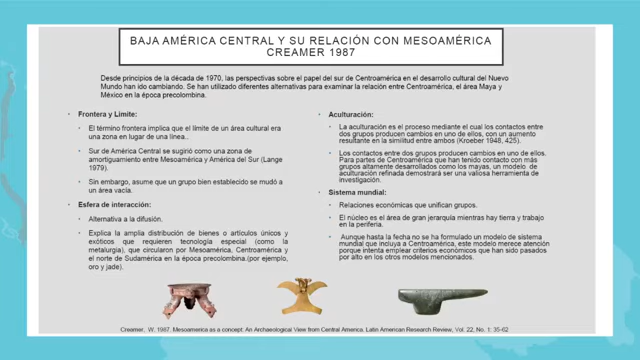 BAJA AMÉRICA CENTRAL Y SU RELACIÓN CON MESOAMÉRICA
CREAMER 1987
Desde principios de la década de 1970, las perspectivas sobre el papel del sur de Centroamérica en el desarrollo cultural del Nuevo
Mundo han ido cambiando. Se han utilizado diferentes alternativas para examinar la relación entre Centroamérica, el área Maya y
México en la época precolombina.
• Frontera y Límite:
• El término frontera implica que el límite de un área cultural era
una zona en lugar de una línea..
• Sur de América Central se sugirió como una zona de
amortiguamiento entre Mesoamérica y América del Sur (Lange
1979).
• Sin embargo, asume que un grupo bien establecido se mudó a
un área vacía.
• Esfera de interacción:
• Alternativa a la difusión.
• Explica la amplia distribución de bienes o artículos únicos y
exóticos que requieren tecnología especial (como la
metalurgia), que circularon por Mesoamérica, Centroamérica y
el norte de Sudamérica en la época precolombina.(por ejemplo,
oro y jade).
• Aculturación:
• La aculturación es el proceso mediante el cual los contactos entre
dos grupos producen cambios en uno de ellos, con un aumento
resultante en la similitud entre ambos (Kroeber 1948, 425).
• Los contactos entre dos grupos producen cambios en uno de ellos.
Para partes de Centroamérica que han tenido contacto con más
grupos altamente desarrollados como los mayas, un modelo de
aculturación refinada demostrará ser una valiosa herramienta de
investigación.
• Sistema mundial:
• Relaciones económicas que unifican grupos.
• El núcleo es el área de gran jerarquía mientras hay tierra y trabajo
en la periferia.
• Aunque hasta la fecha no se ha formulado un modelo de sistema
mundial que incluya a Centroamérica, este modelo merece atención
porque intenta emplear criterios económicos que han sido pasados
por alto en los otros modelos mencionados.
Creamer, W. 1987. Mesoamerica as a concept: An Archaeological View from Central America. Latin American Research Review, Vol. 22, No. 1: 35-62